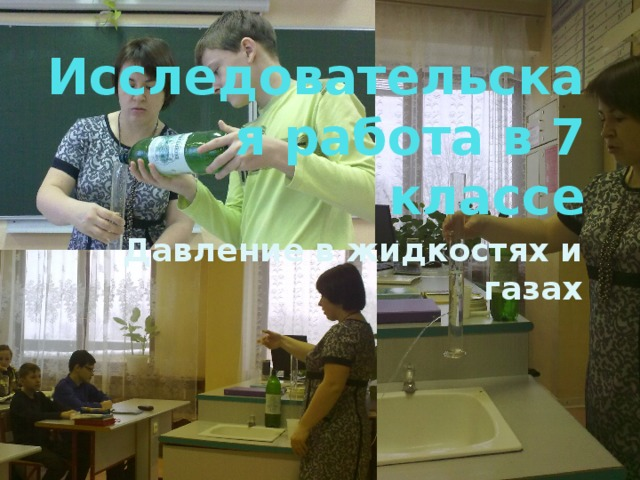 Исследовательска
я работа в 7
классе
Давление в жидкостях и
газах